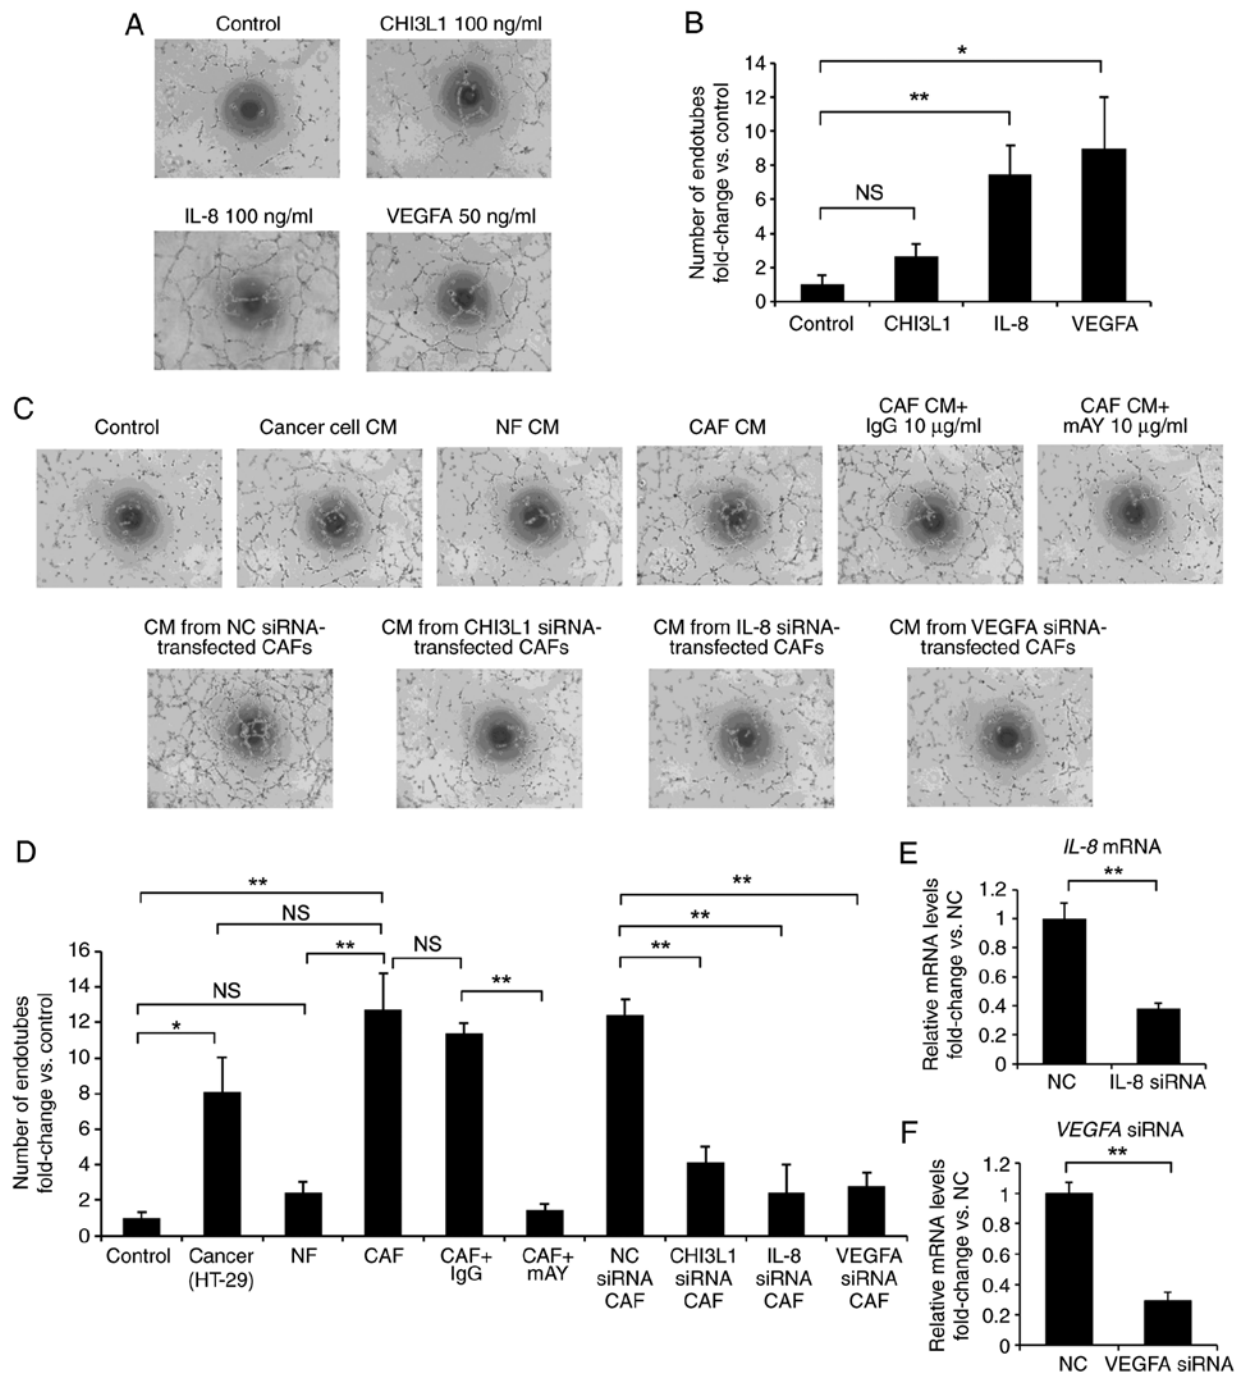 A
Control
CHI3L1 100 ng/ml
IL-8 100 ng/ml
VEGFA 50 ng/ml
B
Number of endotubes
fold-change vs. control
14
12
10
8
6
4
2
0
*
**
NS
Control
CHI3L1
IL-8
VEGFA
C
Control
Cancer cell CM
NF CM
CAF CM
CAF CM+
IgG 10 µg/ml
CAF CM+
mAY 10 µg/ml
CM from NC siRNA-
transfected CAFs
CM from CHI3L1 siRNA-
transfected CAFs
CM from IL-8 siRNA-
transfected CAFs
CM from VEGFA siRNA-
transfected CAFs
D
Number of endotubes
fold-change vs. control
16
14
12
10
8
6
4
2
0
**
NS
**
NS
NS
**
*
**
**
**
Control
Cancer
(HT-29)
NF
CAF
CAF+
IgG
CAF+
mAY
NC
siRNA
CAF
CHI3L1
siRNA
CAF
IL-8
siRNA
CAF
VEGFA
siRNA
CAF
E
IL-8 mRNA
Relative mRNA levels
fold-change vs. NC
1.2
1
0.8
0.6
0.4
0.2
0
**
NC
IL-8 siRNA
F
VEGFA siRNA
Relative mRNA levels
fold-change vs. NC
1.2
1
0.8
0.6
0.4
0.2
0
**
NC
VEGFA siRNA